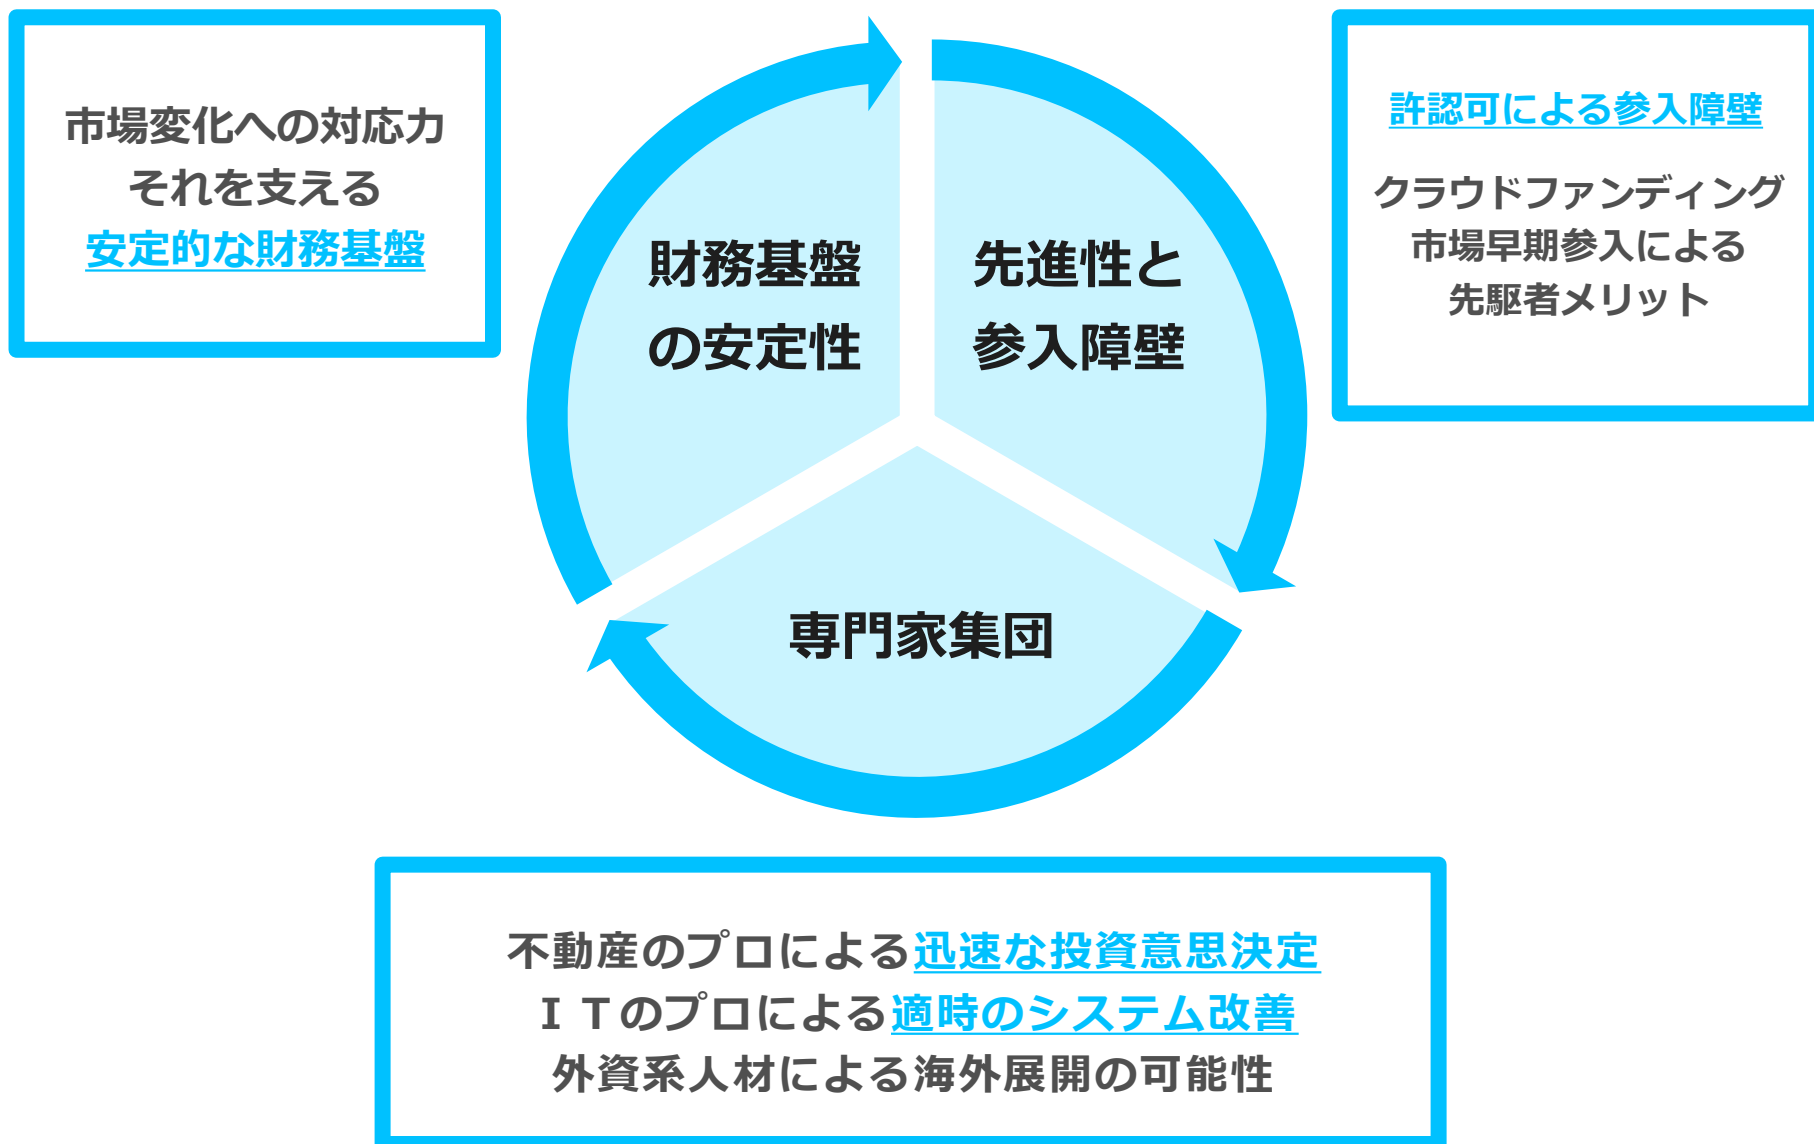 市場変化への対応力
それを支える
安定的な財務基盤
財務基盤
の安定性
先進性と
参入障壁
許認可による参入障壁
クラウドファンディング
市場早期参入による
先駆者メリット
専門家集団
不動産のプロによる迅速な投資意思決定
ＩＴのプロによる適時のシステム改善
外資系人材による海外展開の可能性